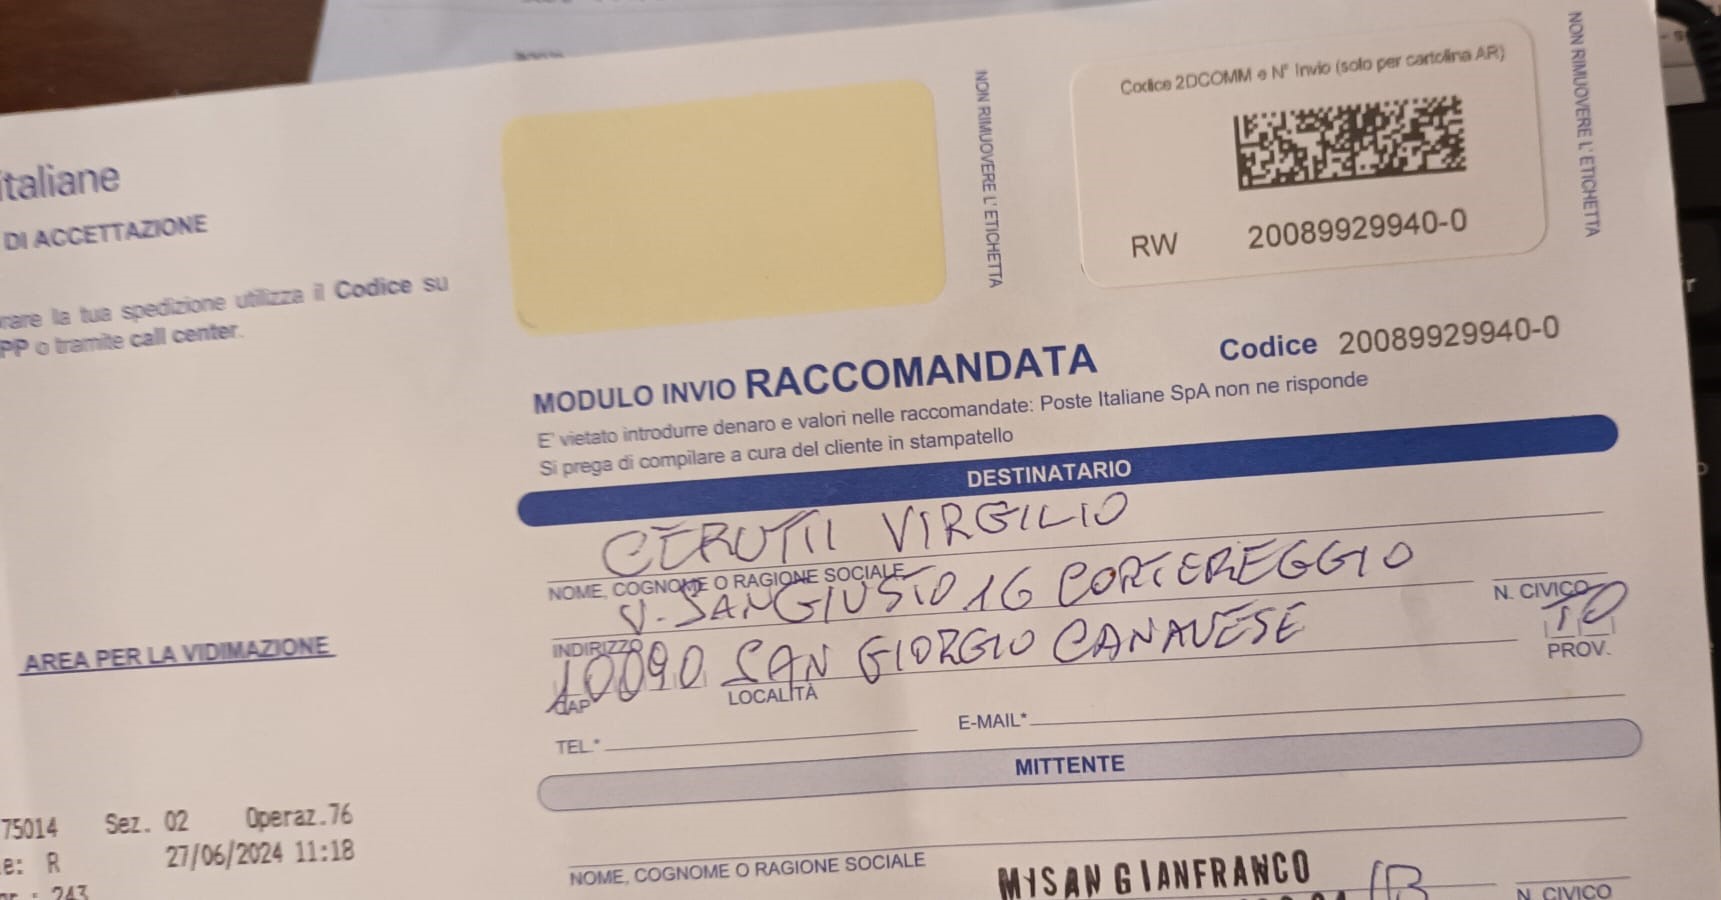 italiane
DI ACCETTAZIONE
rare la tua spedizione utilizza il Codice su
PP o tramite call center.
AREA PER LA VIDIMAZIONE
75014 Sez. 02 Operaz.76
e: R 27/06/2024 11:18
243
NON RIMUOVERE L'ETICHETTA
Codice 2DCOMM e N° Invio (solo per cartolina AR)
RW 20089929940-0
NON RIMUOVERE L'ETICHETTA
MODULO INVIO RACCOMANDATA Codice 20089929940-0
E' vietato introdurre denaro e valori nelle raccomandate: Poste Italiane SpA non ne risponde
Si prega di compilare a cura del cliente in stampatello
DESTINATARIO
CERUTTI VIRGILIO
NOME, COGNOME O RAGIONE SOCIALE
V. SANGIUSTO 16 CORTEREGGIO
INDIRIZZO N. CIVICO
10090 SAN GIORGIO CANAVESE TO
CAP LOCALITÀ PROV.
TEL.* E-MAIL*
MITTENTE
NOME, COGNOME O RAGIONE SOCIALE
MYSAN GIANFRANCO
N. CIVICO